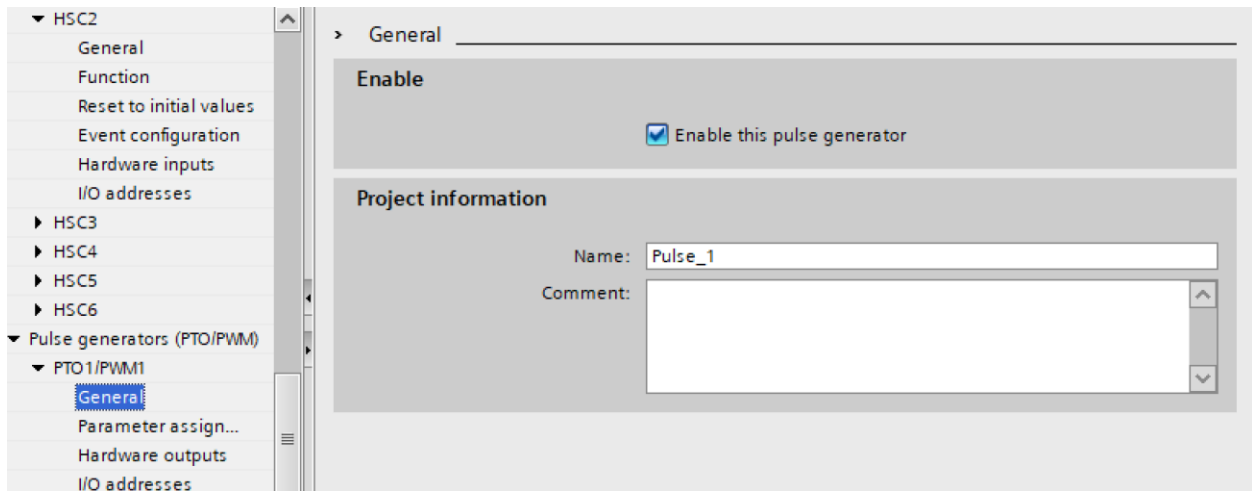 HSC2
General
Function
Reset to initial values
Event configuration
Hardware inputs
I/O addresses
HSC3
HSC4
HSC5
HSC6
Pulse generators (PTO/PWM)
PTO1/PWM1
General
Parameter assign...
Hardware outputs
I/O addresses
General
Enable
Enable this pulse generator
Project information
Name: Pulse_1
Comment: